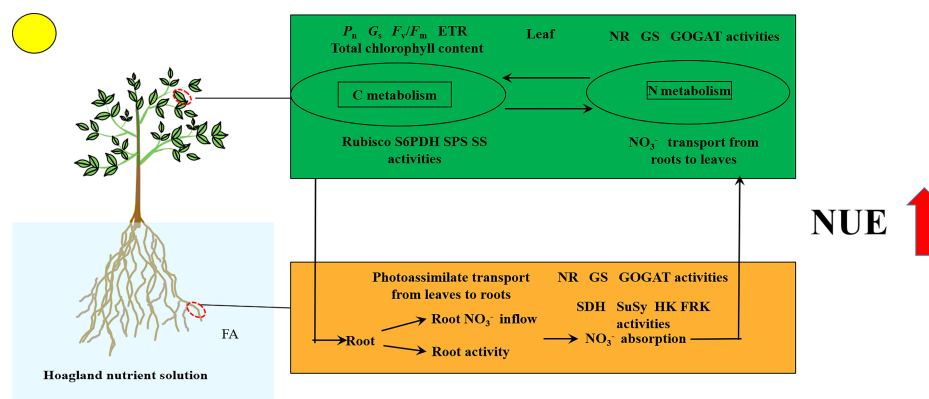 Pn Gs Fv/Fm ETR
Total chlorophyll content
Leaf
NR GS GOGAT activities
C metabolism
N metabolism
Rubisco S6PDH SPS SS
activities
NO3- transport from
roots to leaves
NUE
Photoassimilate transport
from leaves to roots
NR GS GOGAT activities
SDH SuSy HK FRK
activities
Root NO3- inflow
Root
NO3- absorption
Root activity
FA
Hoagland nutrient solution